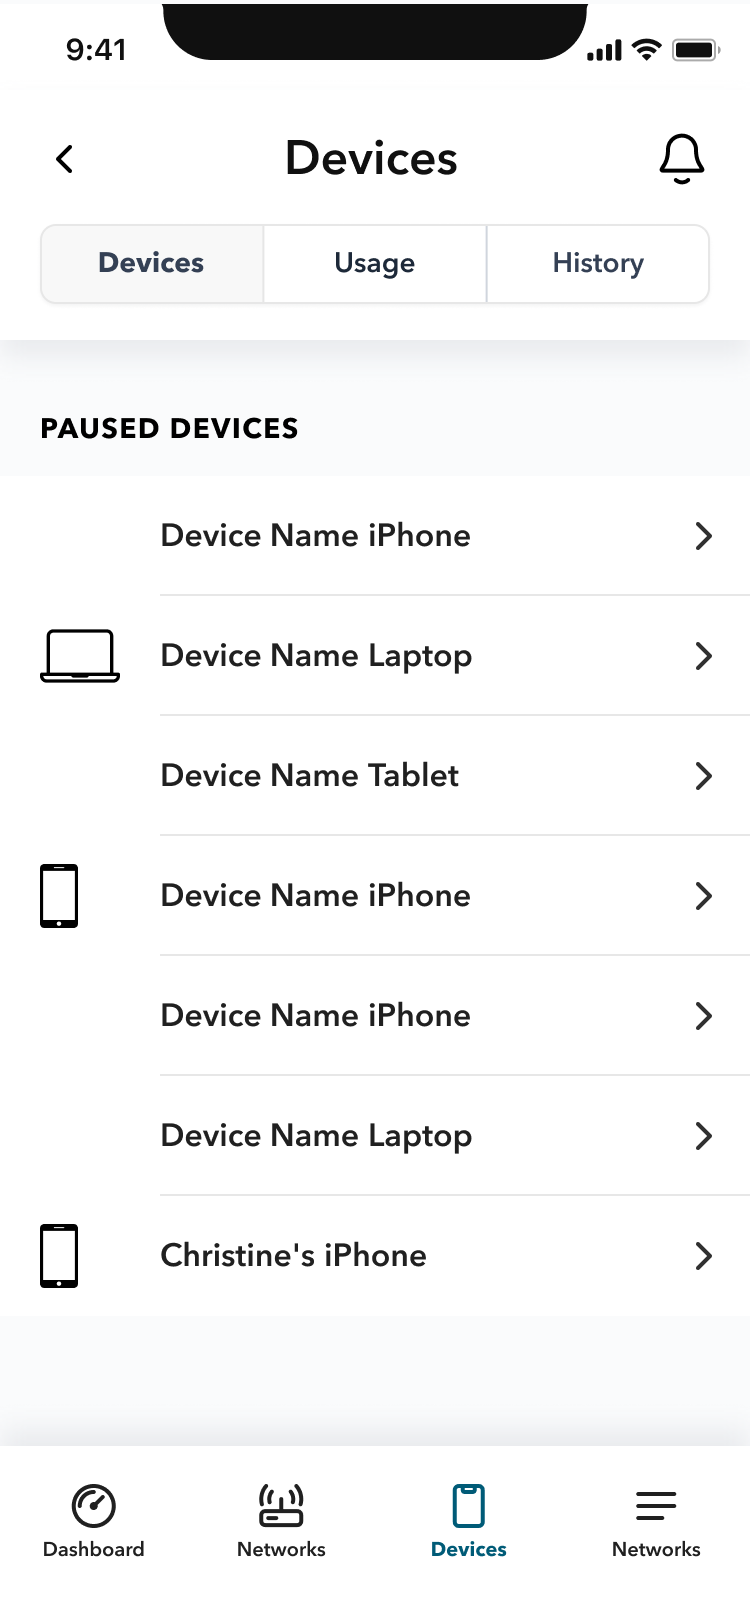 9:41
Devices
Devices Usage History
PAUSED DEVICES
Device Name iPhone
Device Name Laptop
Device Name Tablet
Device Name iPhone
Device Name iPhone
Device Name Laptop
Christine's iPhone
Dashboard Networks Devices Networks